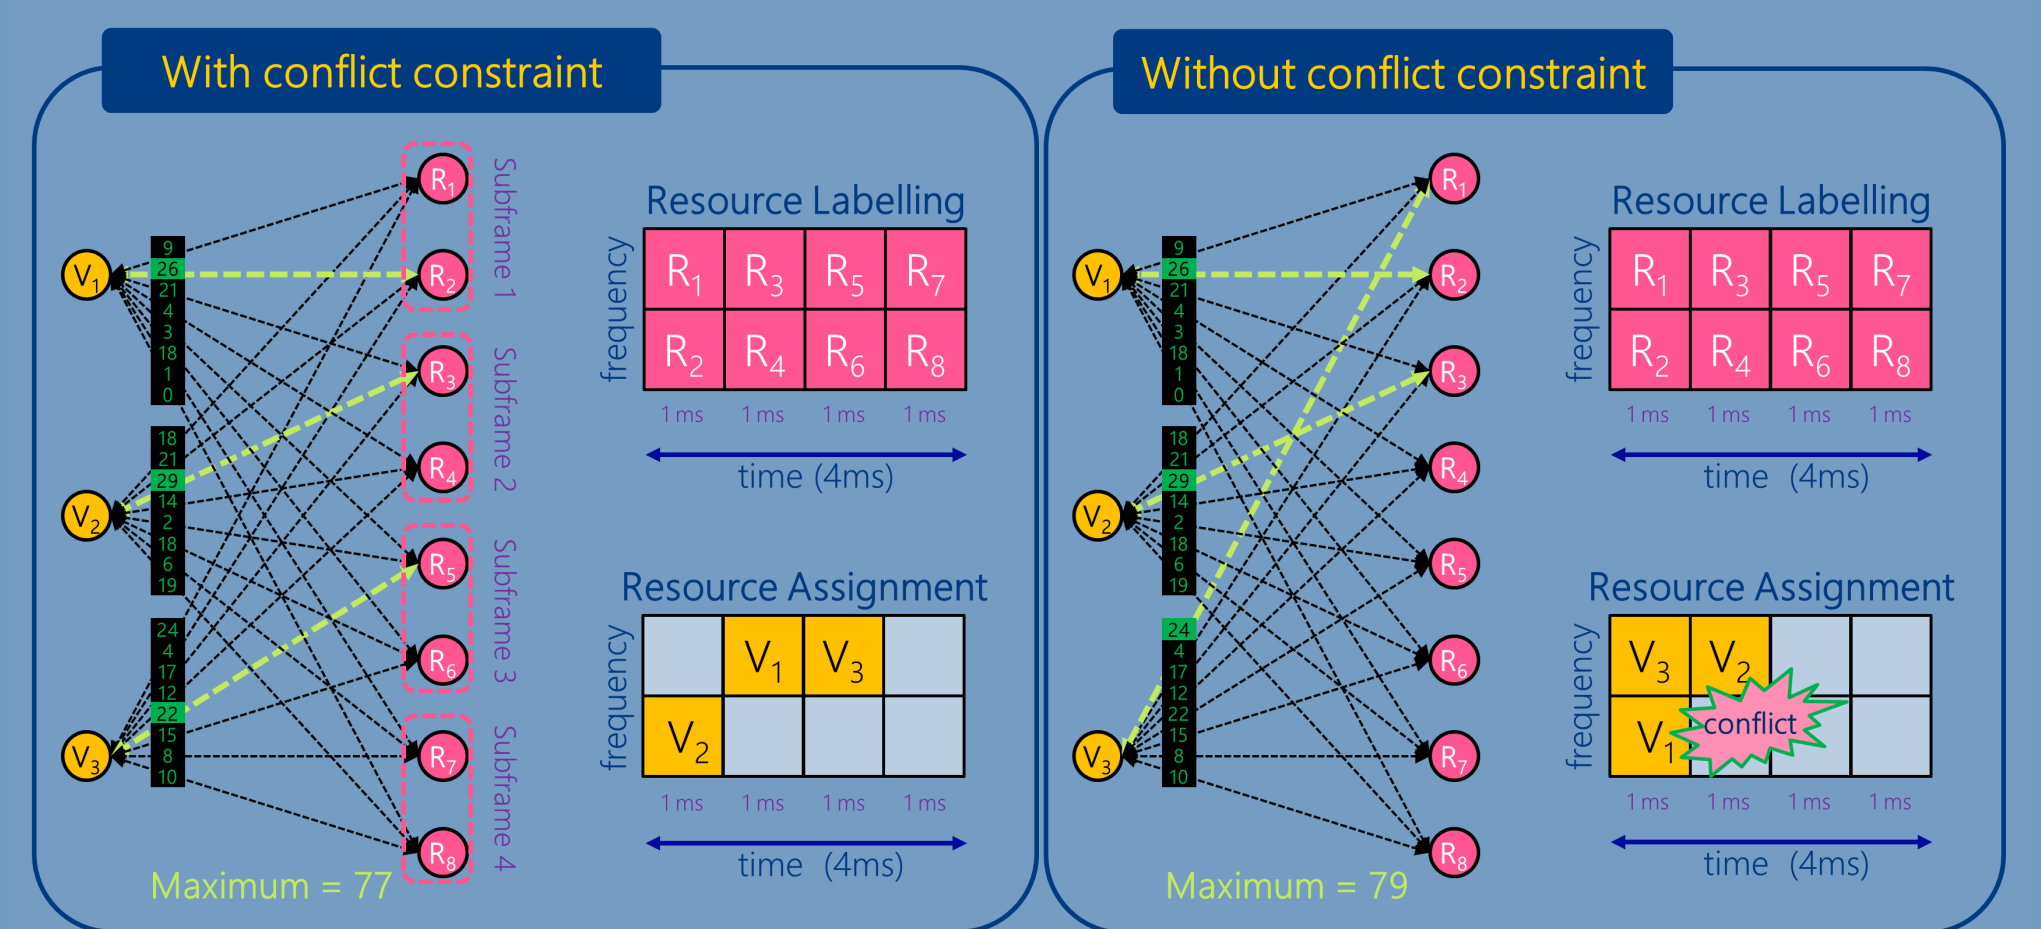 With conflict constraint
V1
V2
V3
9
26
21
4
3
18
1
0
18
21
29
14
2
18
6
19
24
4
17
12
22
15
8
10
R1
R2
R3
R4
R5
R6
R7
R8
Subframe 1
Subframe 2
Subframe 3
Subframe 4
Maximum = 77
Resource Labelling
frequency
R1 R3 R5 R7
R2 R4 R6 R8
1 ms 1 ms 1 ms 1 ms
time (4ms)
Resource Assignment
frequency
V1 V3
V2
1 ms 1 ms 1 ms 1 ms
time (4ms)
Without conflict constraint
V1
V2
V3
9
26
21
4
3
18
1
0
18
21
29
14
2
18
6
19
24
4
17
12
22
15
8
10
R1
R2
R3
R4
R5
R6
R7
R8
Maximum = 79
Resource Labelling
frequency
R1 R3 R5 R7
R2 R4 R6 R8
1 ms 1 ms 1 ms 1 ms
time (4ms)
Resource Assignment
frequency
V3 V2
V1 conflict
1 ms 1 ms 1 ms 1 ms
time (4ms)